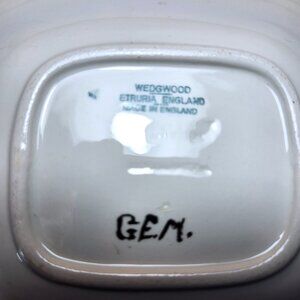 WEDGWOOD
ETRURIA, ENGLAND
MADE IN ENGLAND
GEM.